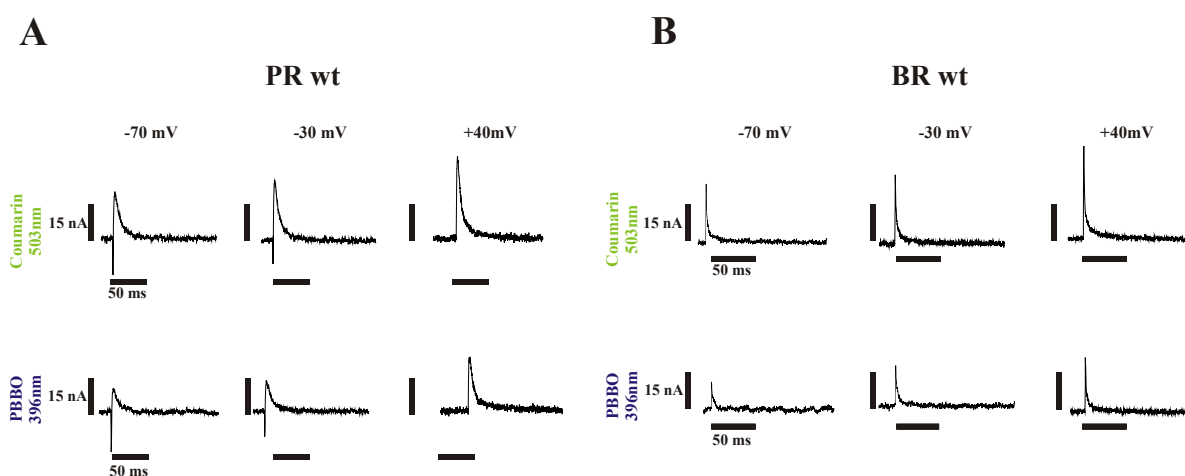 A
B
PR wt
BR wt
-70 mV
-30 mV
+40mV
-70 mV
-30 mV
+40mV
Coumarin
503nm
15 nA
50 ms
Coumarin
503nm
15 nA
50 ms
PBBO
396nm
15 nA
50 ms
PBBO
396nm
15 nA
50 ms